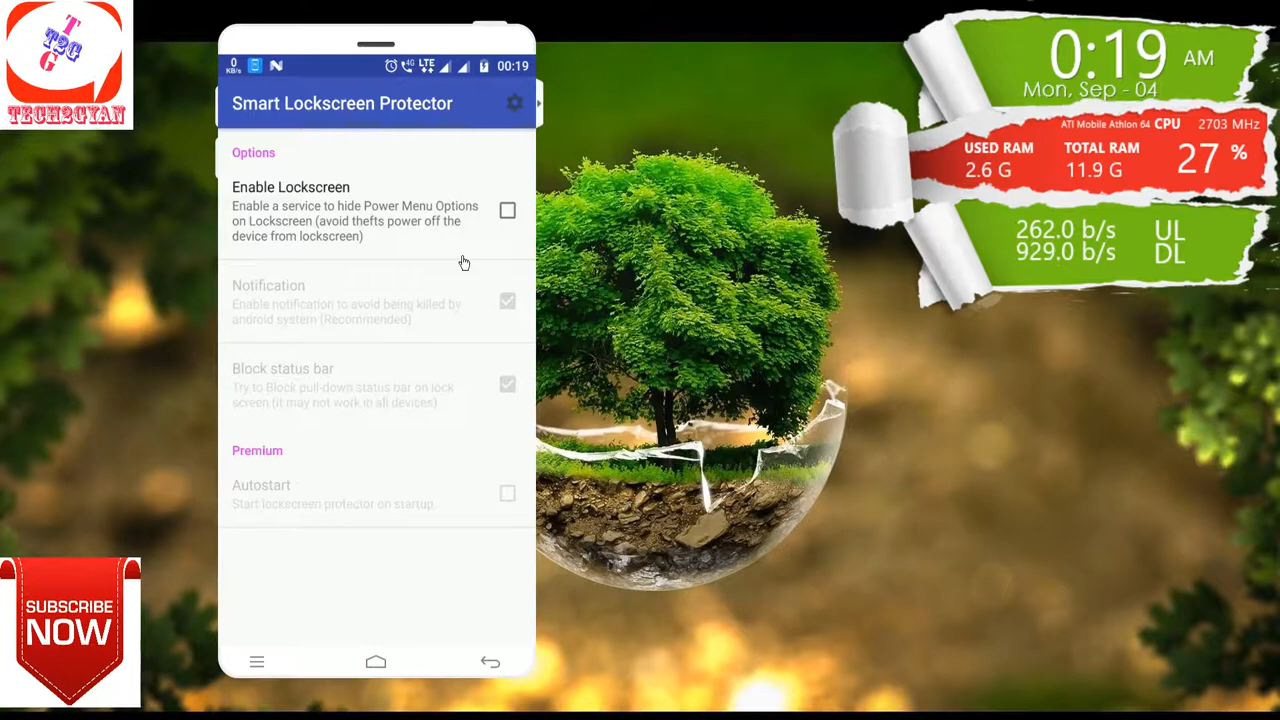 T
T2G
G
TECH2GYAN
0
KB/s
4G
LTE
00:19
Smart Lockscreen Protector
Options
Enable Lockscreen
Enable a service to hide Power Menu Options
on Lockscreen (avoid thefts power off the
device from lockscreen)
Notification
Enable notification to avoid being killed by
android system (Recommended)
Block status bar
Try to Block pull-down status bar on lock
screen (it may not work in all devices)
Premium
Autostart
Start lockscreen protector on startup.
0:19 AM
Mon, Sep - 04
ATI Mobile Athlon 64 CPU 2703 MHz
USED RAM TOTAL RAM 27 %
2.6 G 11.9 G
262.0 b/s UL
929.0 b/s DL
SUBSCRIBE
NOW